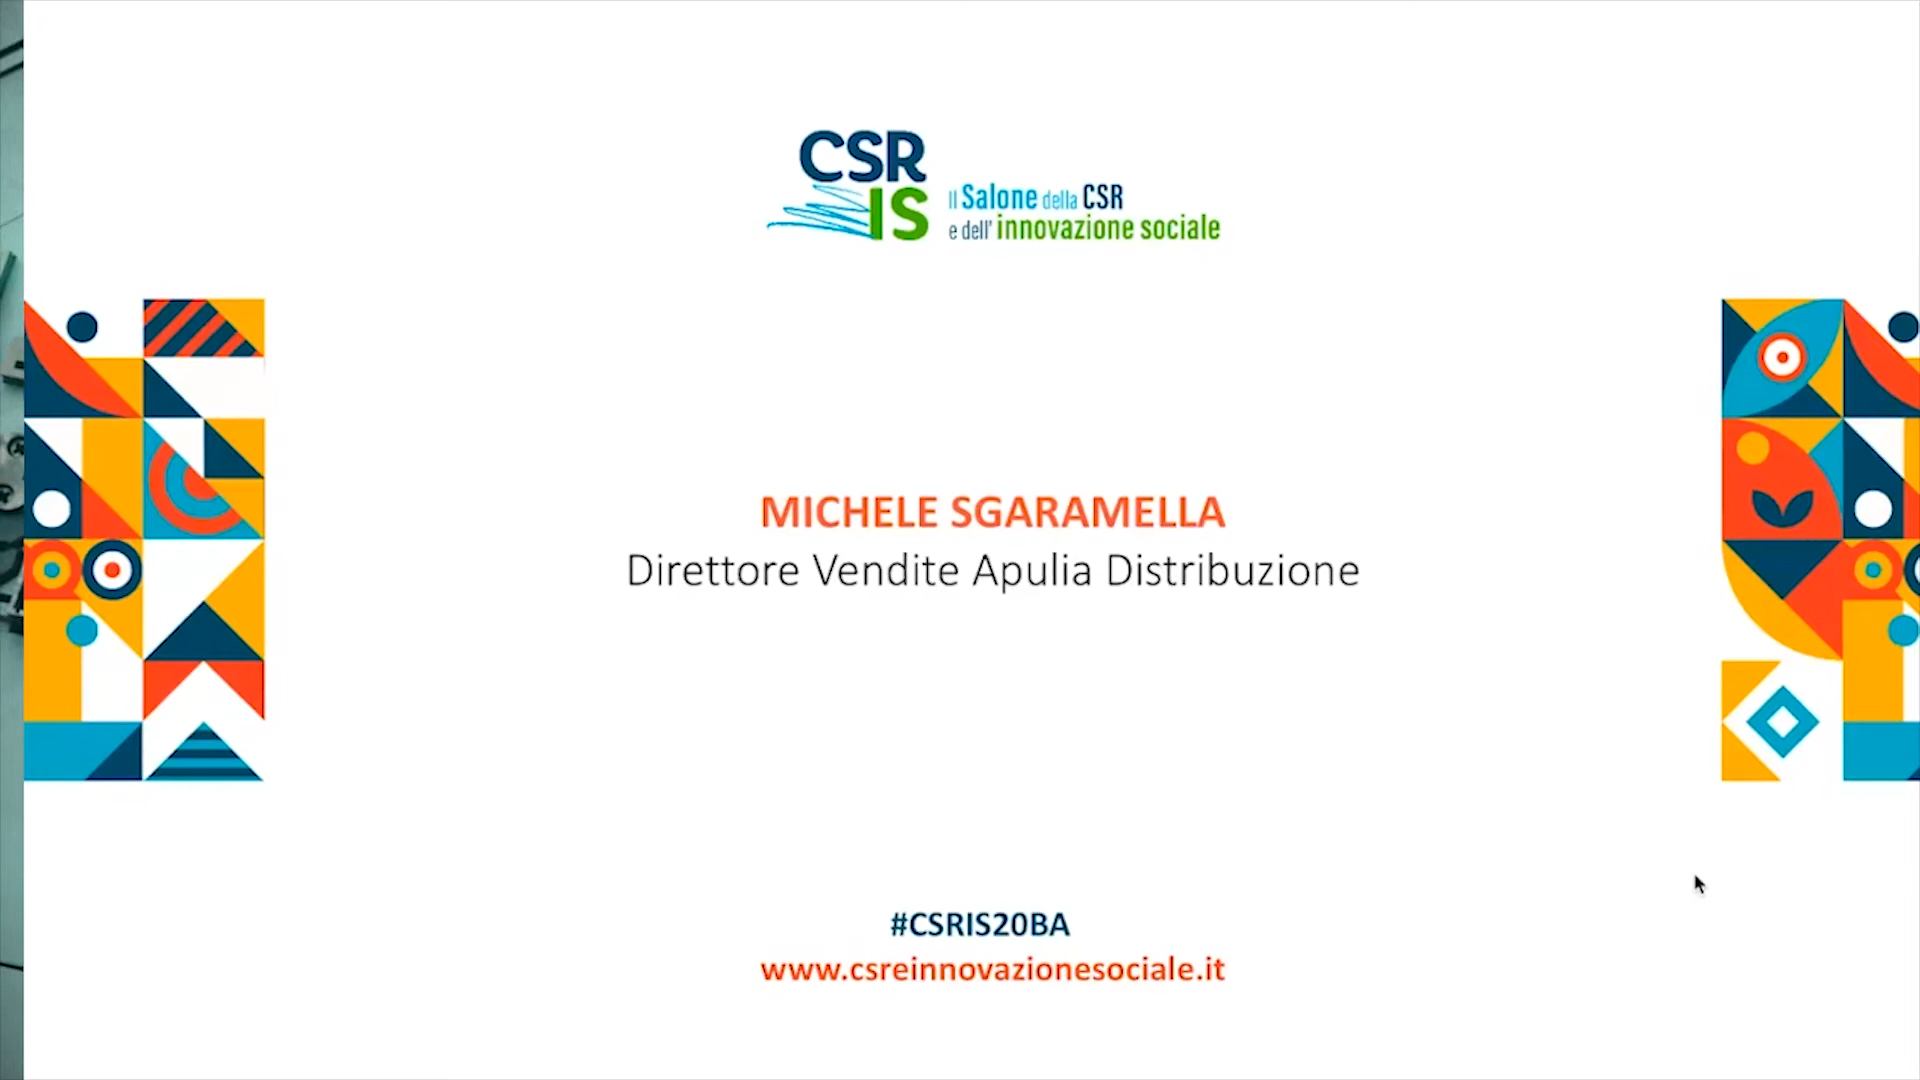 CSR
IS
Il Salone della CSR
e dell' innovazione sociale
MICHELE SGARAMELLA
Direttore Vendite Apulia Distribuzione
#CSRIS20BA
www.csreinnovazionesociale.it